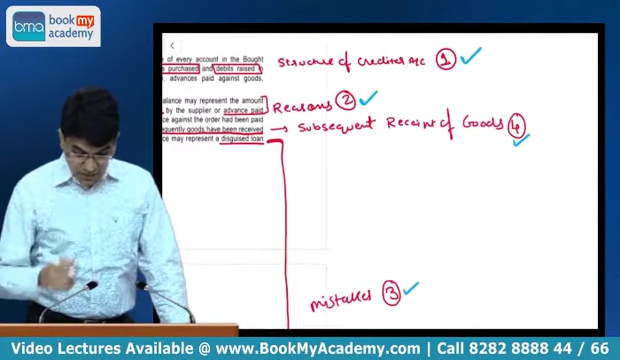 bma book my academy
e of every account in the Bought
s purchased and debits raised in
, advances paid against goods,
alance may represent the amount
, by the supplier or advance paid
ce against the order had been paid
equently goods have been received
ce may represent a disguised loan
Structure of Creditor A/c 1
Reasons 2
Subsequent Receipt of Goods 4
mistakes 3
Video Lectures Available @ www.BookMyAcademy.com | Call 8282 8888 44 / 66